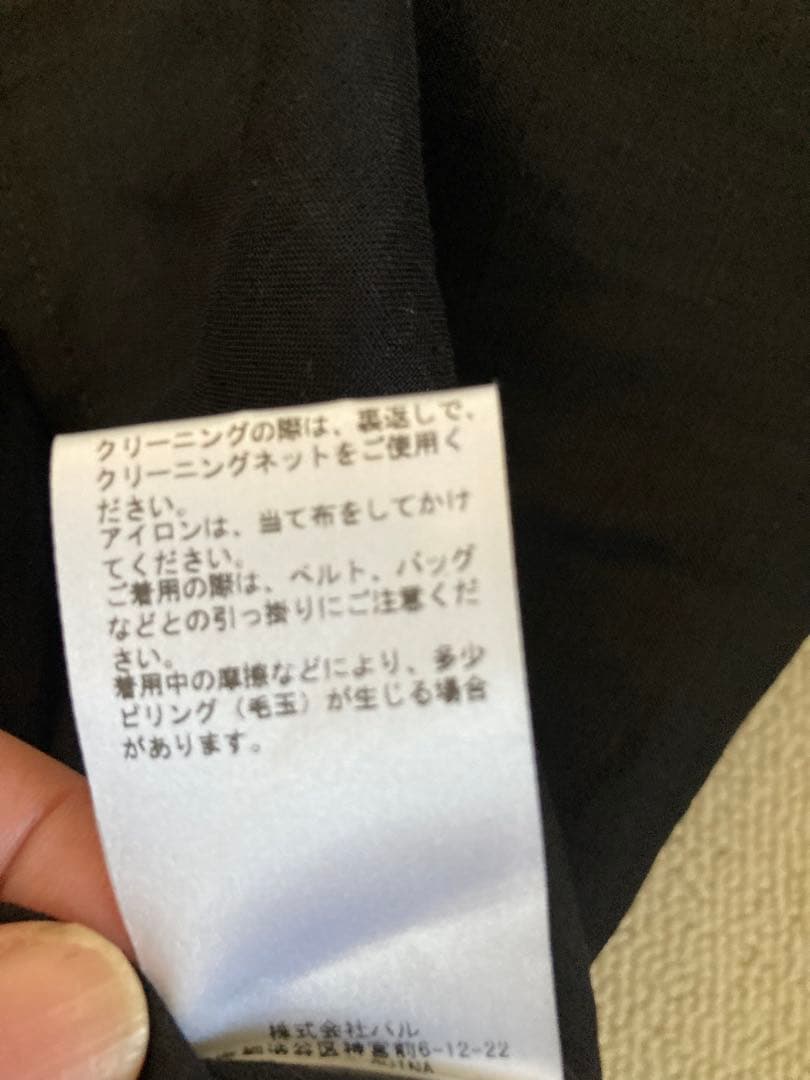 クリーニングの際は、裏返しで、
クリーニングネットをご使用く
ださい。
アイロンは、当て布をしてかけ
てください。
ご着用の際は、ベルト、バッグ
などとの引っ掛りにご注意くだ
さい。
着用中の摩擦などにより、多少
ピリング（毛玉）が生じる場合
があります。
株式会社パル
渋谷区神宮前6-12-22